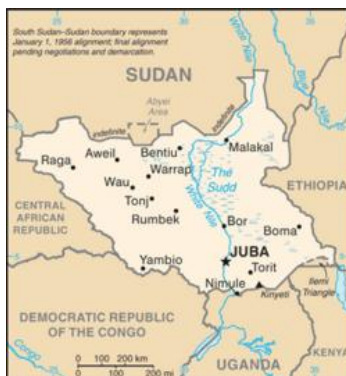 South Sudan–Sudan boundary represents
January 1, 1956 alignment; final alignment
pending negotiations and demarcation.
White Nile
Blue Nile
SUDAN
Abyei
Area
indefinite
indefinite
Malakal
Bentiu
Aweil
Raga
Warrap
Wau
The
Sudd
ETHIOPIA
Tonj
White Nile
CENTRAL
AFRICAN
REPUBLIC
Rumbek
Bor
Boma
JUBA
Yambio
Torit
Nimule
Kinyeti
Ilemi
Triangle
DEMOCRATIC REPUBLIC
OF THE CONGO
Congo
UGANDA
KENYA
0 100 200 km
0 100 200 mi